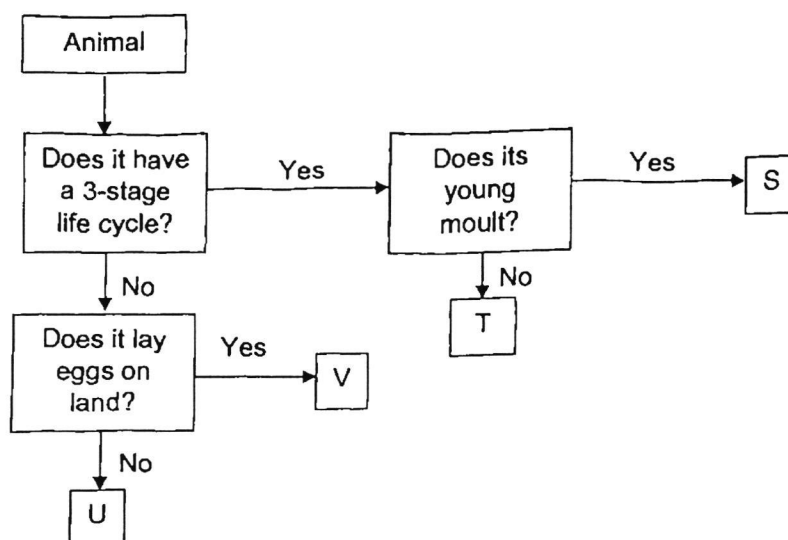 Animal
Does it have
a 3-stage
life cycle?
Yes
Does its
young
moult?
Yes
S
No
T
No
Does it lay
eggs on
land?
Yes
V
No
U